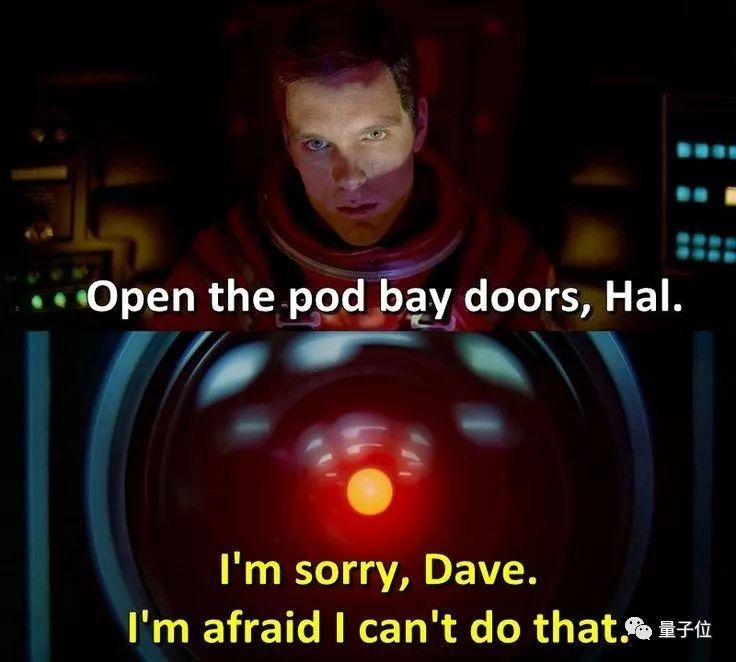 Open the pod bay doors, Hal.
I'm sorry, Dave.
I'm afraid I can't do that.
量子位